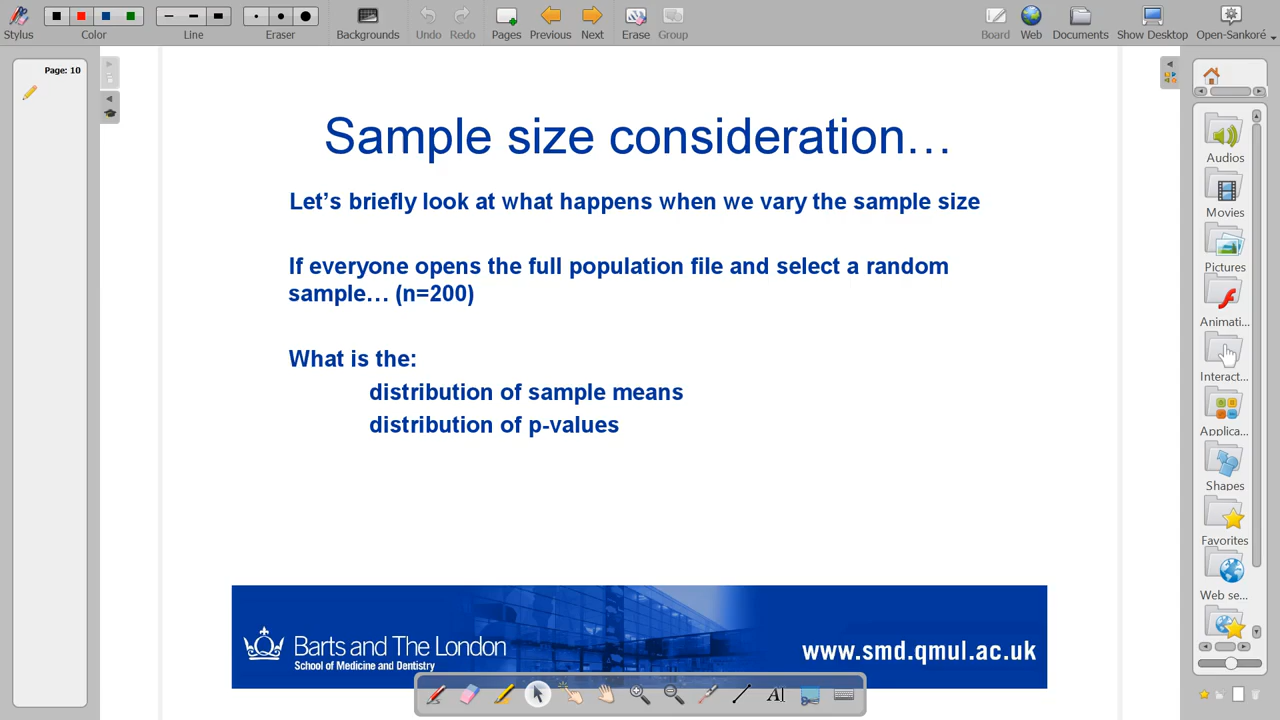 Stylus
Color
Line
Eraser
Backgrounds
Undo
Redo
Pages
Previous
Next
Erase
Group
Board
Web
Documents
Show Desktop
Open-Sankoré
Page: 10
Sample size consideration…
Let's briefly look at what happens when we vary the sample size
If everyone opens the full population file and select a random
sample… (n=200)
What is the:
distribution of sample means
distribution of p-values
Barts and The London
School of Medicine and Dentistry
www.smd.qmul.ac.uk
Audios
Movies
Pictures
Animati...
Interact...
Applica...
Shapes
Favorites
Web se...
AI